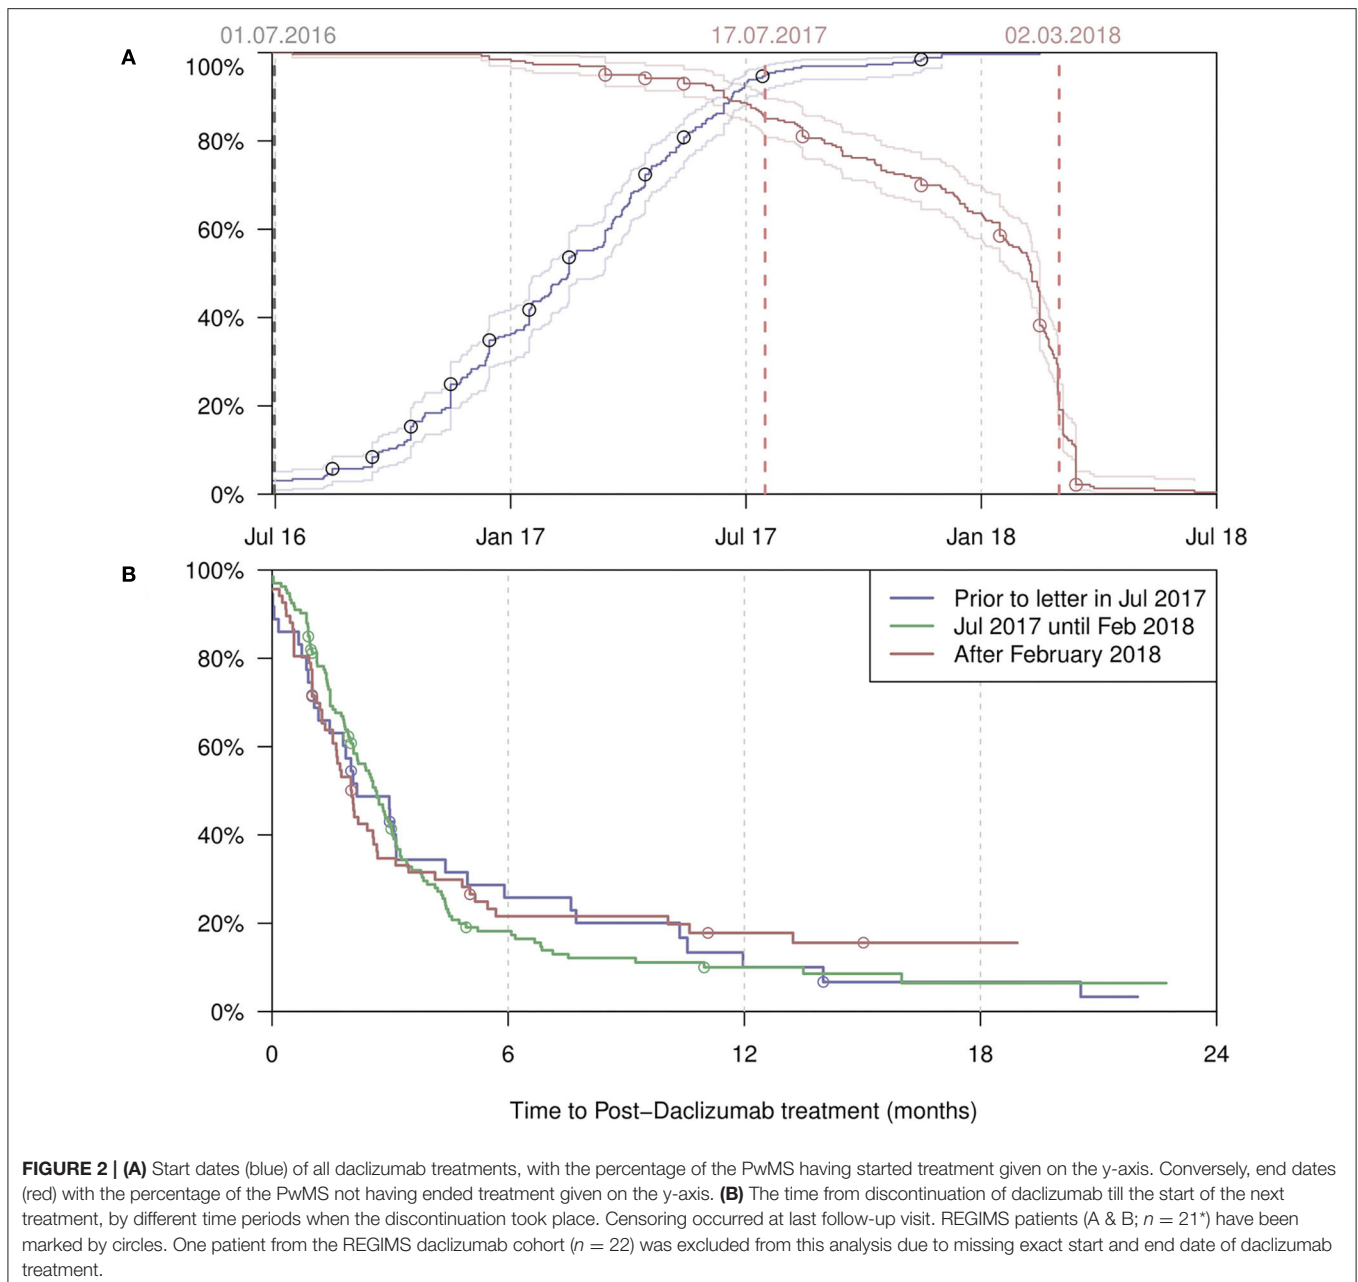 01.07.2016 17.07.2017 02.03.2018
A
100%
80%
60%
40%
20%
0%
Jul 16 Jan 17 Jul 17 Jan 18 Jul 18
B
100%
80%
60%
40%
20%
0%
Prior to letter in Jul 2017
Jul 2017 until Feb 2018
After February 2018
0 6 12 18 24
Time to Post–Daclizumab treatment (months)
FIGURE 2 | (A) Start dates (blue) of all daclizumab treatments, with the percentage of the PwMS having started treatment given on the y-axis. Conversely, end dates
(red) with the percentage of the PwMS not having ended treatment given on the y-axis. (B) The time from discontinuation of daclizumab till the start of the next
treatment, by different time periods when the discontinuation took place. Censoring occurred at last follow-up visit. REGIMS patients (A & B; n = 21*) have been
marked by circles. One patient from the REGIMS daclizumab cohort (n = 22) was excluded from this analysis due to missing exact start and end date of daclizumab
treatment.